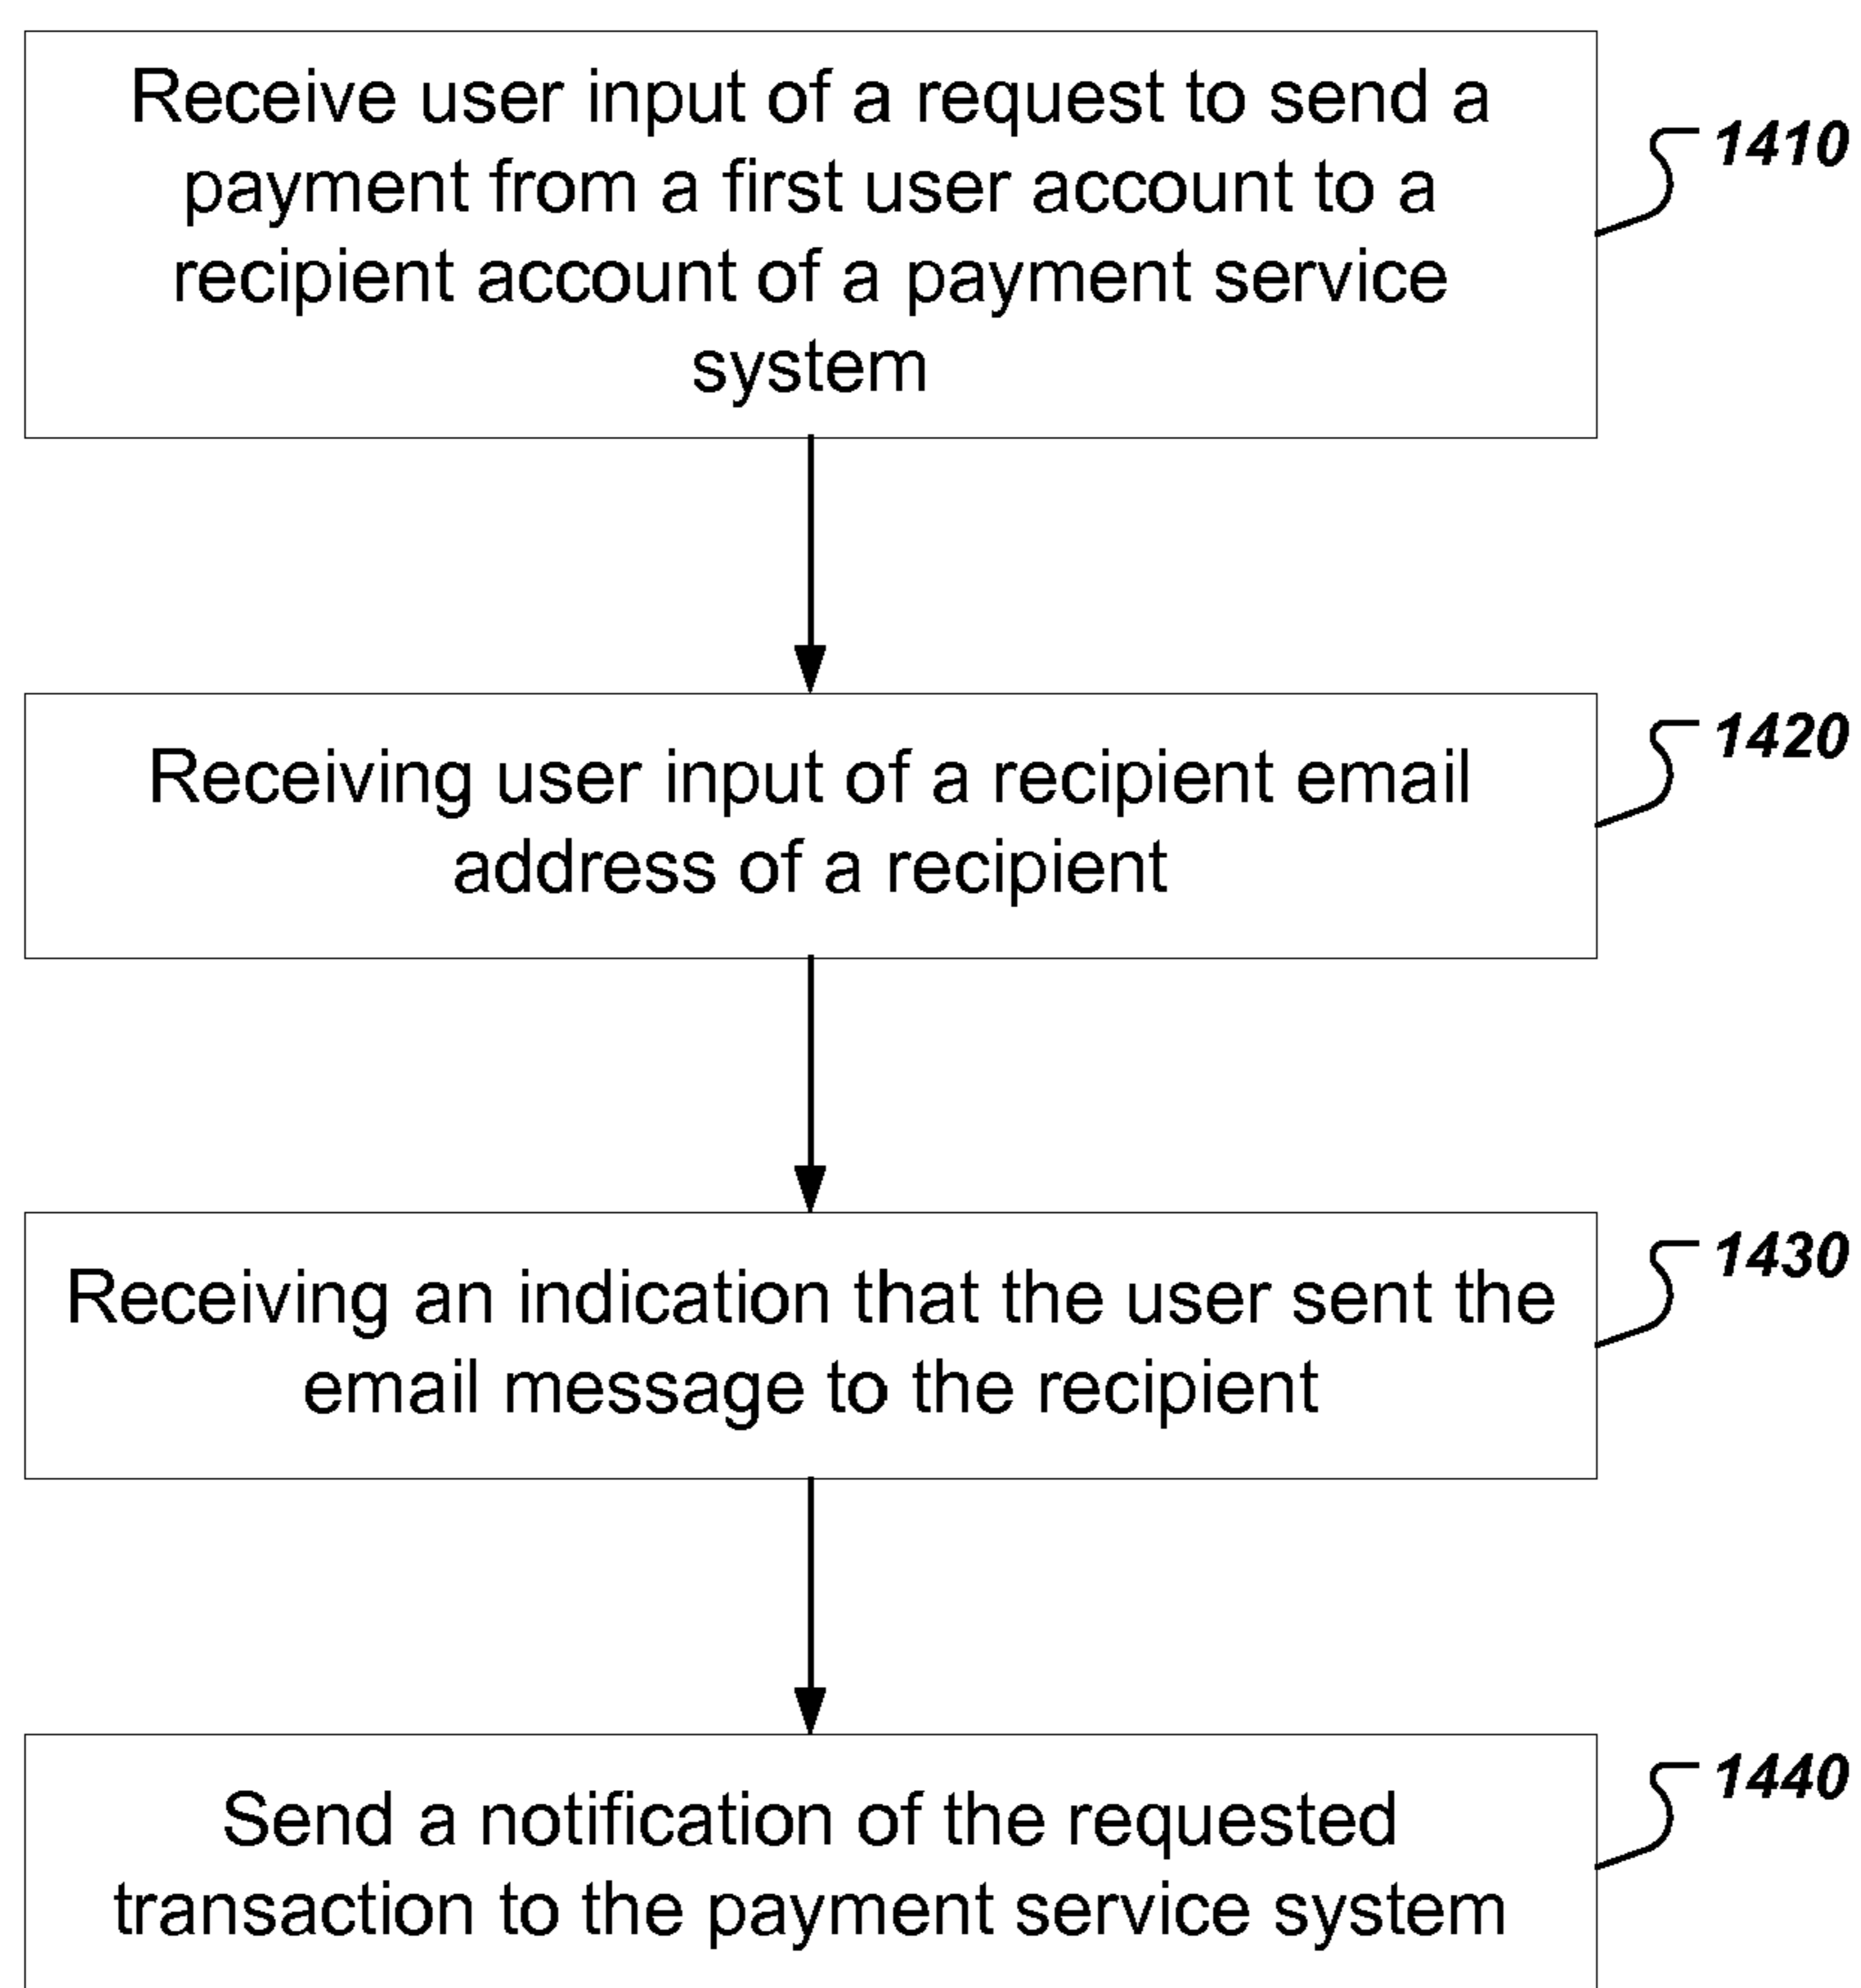 Receive user input of a request to send a
payment from a first user account to a
recipient account of a payment service
system
1410
Receiving user input of a recipient email
address of a recipient
1420
Receiving an indication that the user sent the
email message to the recipient
1430
Send a notification of the requested
transaction to the payment service system
1440